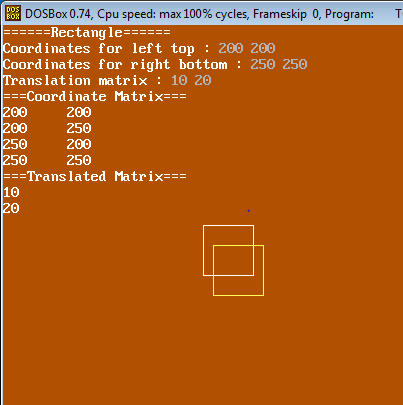 DOS BOX DOSBox 0.74, Cpu speed: max 100% cycles, Frameskip 0, Program: T
======Rectangle======
Coordinates for left top : 200 200
Coordinates for right bottom : 250 250
Translation matrix : 10 20
===Coordinate Matrix===
200 200
200 250
250 200
250 250
===Translated Matrix===
10
20